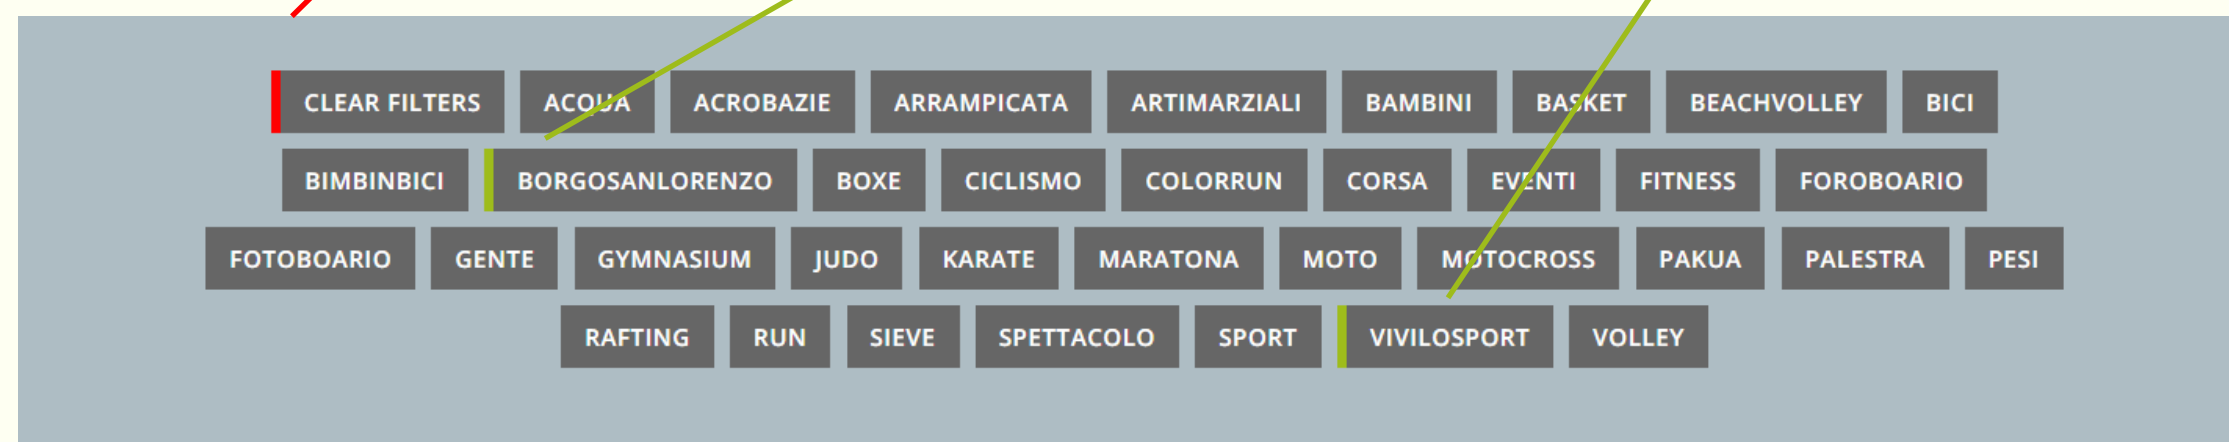 CLEAR FILTERS ACQUA ACROBAZIE ARRAMPICATA ARTIMARZIALI BAMBINI BASKET BEACHVOLLEY BICI
BIMBINBICI BORGOSANLORENZO BOXE CICLISMO COLORRUN CORSA EVENTI FITNESS FOROBOARIO
FOTOBOARIO GENTE GYMNASIUM JUDO KARATE MARATONA MOTO MOTOCROSS PAKUA PALESTRA PESI
RAFTING RUN SIEVE SPETTACOLO SPORT VIVILOSPORT VOLLEY